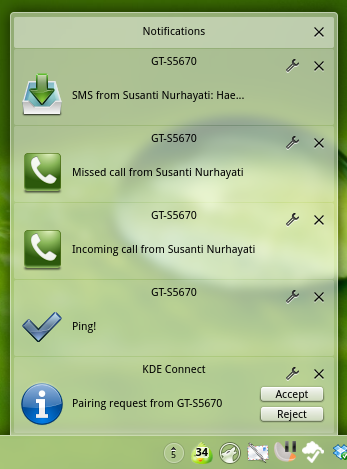 Notifications
GT-S5670
SMS from Susanti Nurhayati: Hae...
GT-S5670
Missed call from Susanti Nurhayati
GT-S5670
Incoming call from Susanti Nurhayati
GT-S5670
Ping!
KDE Connect
Pairing request from GT-S5670
Accept
Reject
5
34